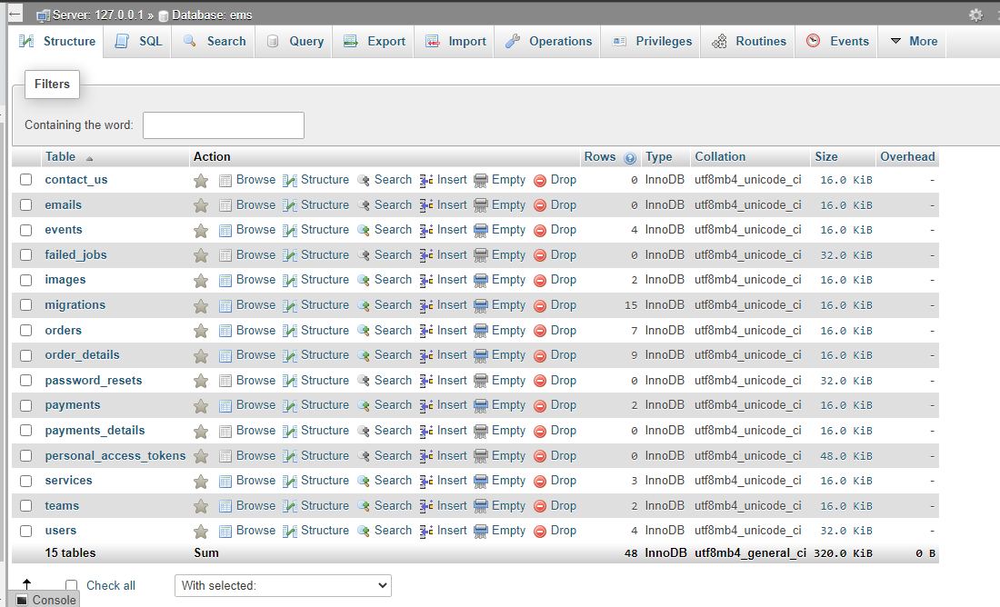 Server: 127.0.0.1 » Database: ems
Structure SQL Search Query Export Import Operations Privileges Routines Events More
Filters
Containing the word:
Table Action Rows Type Collation Size Overhead
contact_us Browse Structure Search Insert Empty Drop 0 InnoDB utf8mb4_unicode_ci 16.0 KiB -
emails Browse Structure Search Insert Empty Drop 0 InnoDB utf8mb4_unicode_ci 16.0 KiB -
events Browse Structure Search Insert Empty Drop 4 InnoDB utf8mb4_unicode_ci 16.0 KiB -
failed_jobs Browse Structure Search Insert Empty Drop 0 InnoDB utf8mb4_unicode_ci 32.0 KiB -
images Browse Structure Search Insert Empty Drop 2 InnoDB utf8mb4_unicode_ci 16.0 KiB -
migrations Browse Structure Search Insert Empty Drop 15 InnoDB utf8mb4_unicode_ci 16.0 KiB -
orders Browse Structure Search Insert Empty Drop 7 InnoDB utf8mb4_unicode_ci 16.0 KiB -
order_details Browse Structure Search Insert Empty Drop 9 InnoDB utf8mb4_unicode_ci 16.0 KiB -
password_resets Browse Structure Search Insert Empty Drop 0 InnoDB utf8mb4_unicode_ci 32.0 KiB -
payments Browse Structure Search Insert Empty Drop 2 InnoDB utf8mb4_unicode_ci 16.0 KiB -
payments_details Browse Structure Search Insert Empty Drop 0 InnoDB utf8mb4_unicode_ci 16.0 KiB -
personal_access_tokens Browse Structure Search Insert Empty Drop 0 InnoDB utf8mb4_unicode_ci 48.0 KiB -
services Browse Structure Search Insert Empty Drop 3 InnoDB utf8mb4_unicode_ci 16.0 KiB -
teams Browse Structure Search Insert Empty Drop 2 InnoDB utf8mb4_unicode_ci 16.0 KiB -
users Browse Structure Search Insert Empty Drop 4 InnoDB utf8mb4_unicode_ci 32.0 KiB -
15 tables Sum 48 InnoDB utf8mb4_general_ci 320.0 KiB 0 B
Check all With selected:
Console